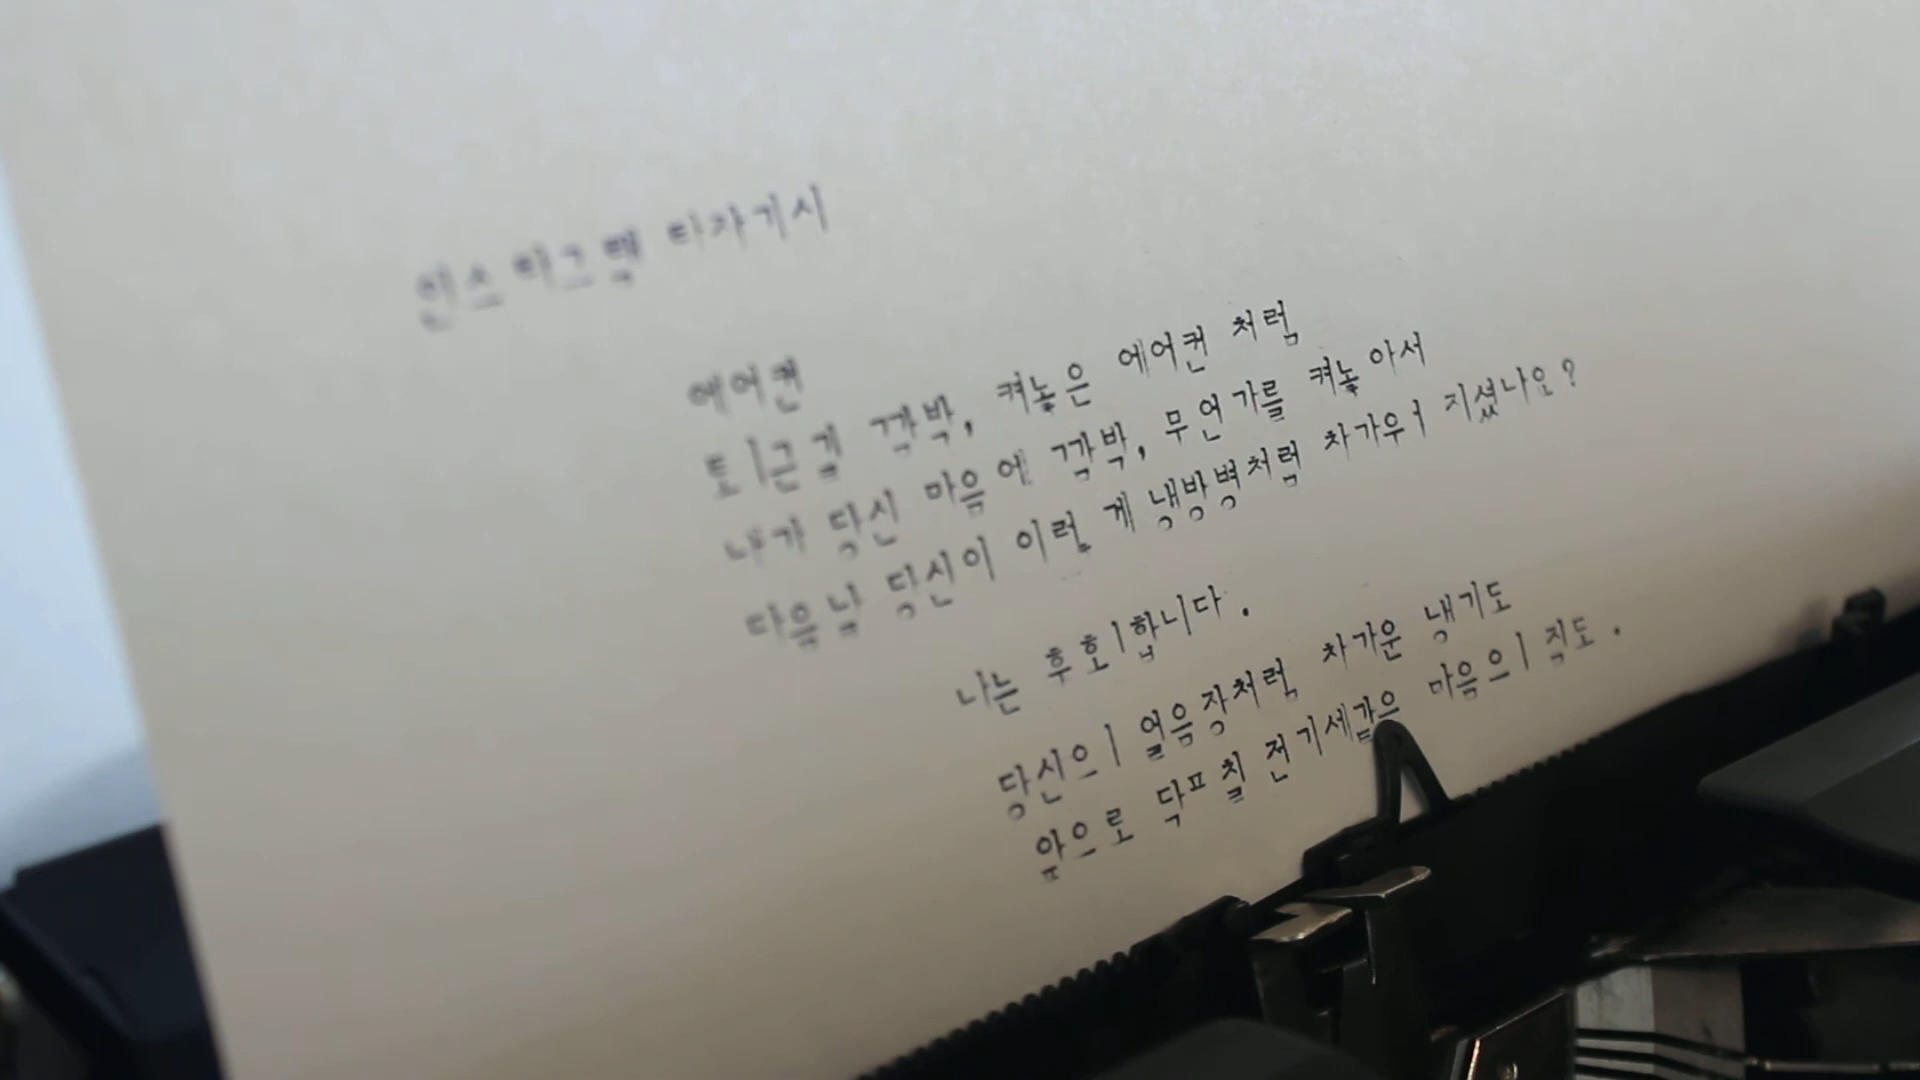 인스타그램 타자기시
에어컨
퇴근길 깜박, 켜놓은 에어컨 처럼
내가 당신 마음에 깜박, 무언가를 켜놓아서
다음날 당신이 이렇게 냉방병처럼 차가워 지셨나요?
나는 후회합니다.
당신의 얼음장처럼 차가운 냉기도
앞으로 닥ㅍ칠 전기세같은 마음의 짐도.